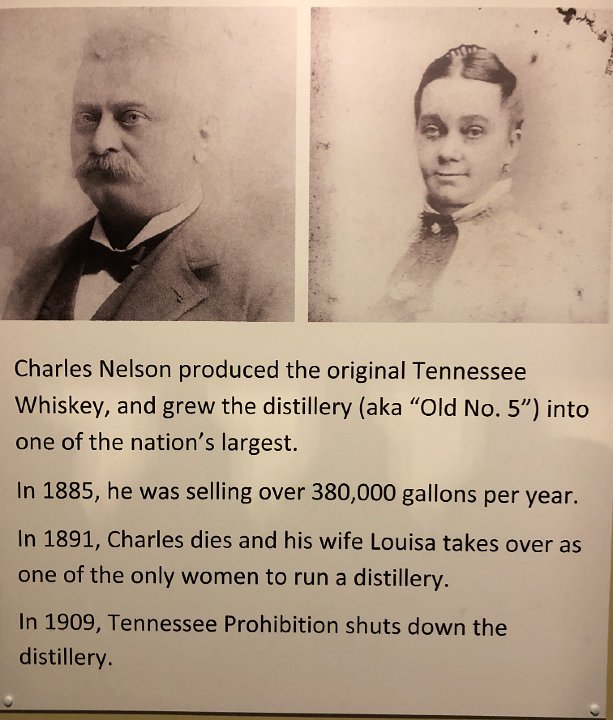 Charles Nelson produced the original Tennessee
Whiskey, and grew the distillery (aka “Old No. 5”) into
one of the nation’s largest.
In 1885, he was selling over 380,000 gallons per year.
In 1891, Charles dies and his wife Louisa takes over as
one of the only women to run a distillery.
In 1909, Tennessee Prohibition shuts down the
distillery.